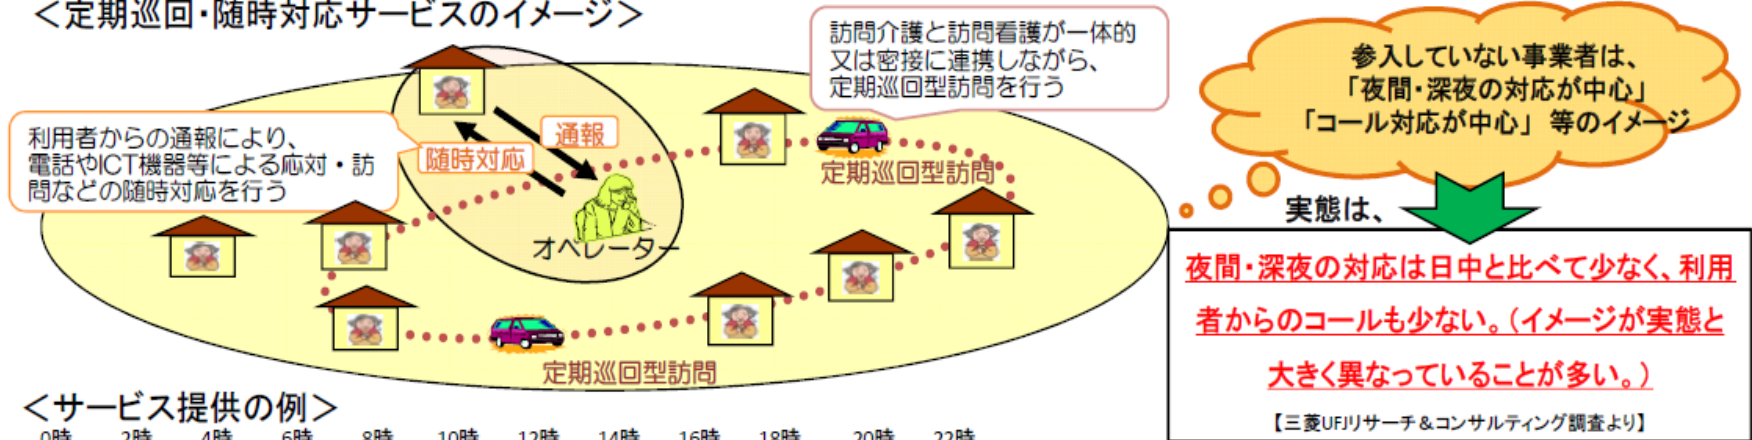 ＜定期巡回・随時対応サービスのイメージ＞
訪問介護と訪問看護が一体的
又は密接に連携しながら、
定期巡回型訪問を行う
参入していない事業者は、
「夜間・深夜の対応が中心」
「コール対応が中心」 等のイメージ
利用者からの通報により、
電話やICT機器等による応対・訪
問などの随時対応を行う
通報
随時対応
定期巡回型訪問
オペレーター
実態は、
夜間・深夜の対応は日中と比べて少なく、利用
者からのコールも少ない。（イメージが実態と
大きく異なっていることが多い。）
【三菱UFJリサーチ＆コンサルティング調査より】
定期巡回型訪問
＜サービス提供の例＞
0時 2時 4時 6時 8時 10時 12時 14時 16時 18時 20時 22時